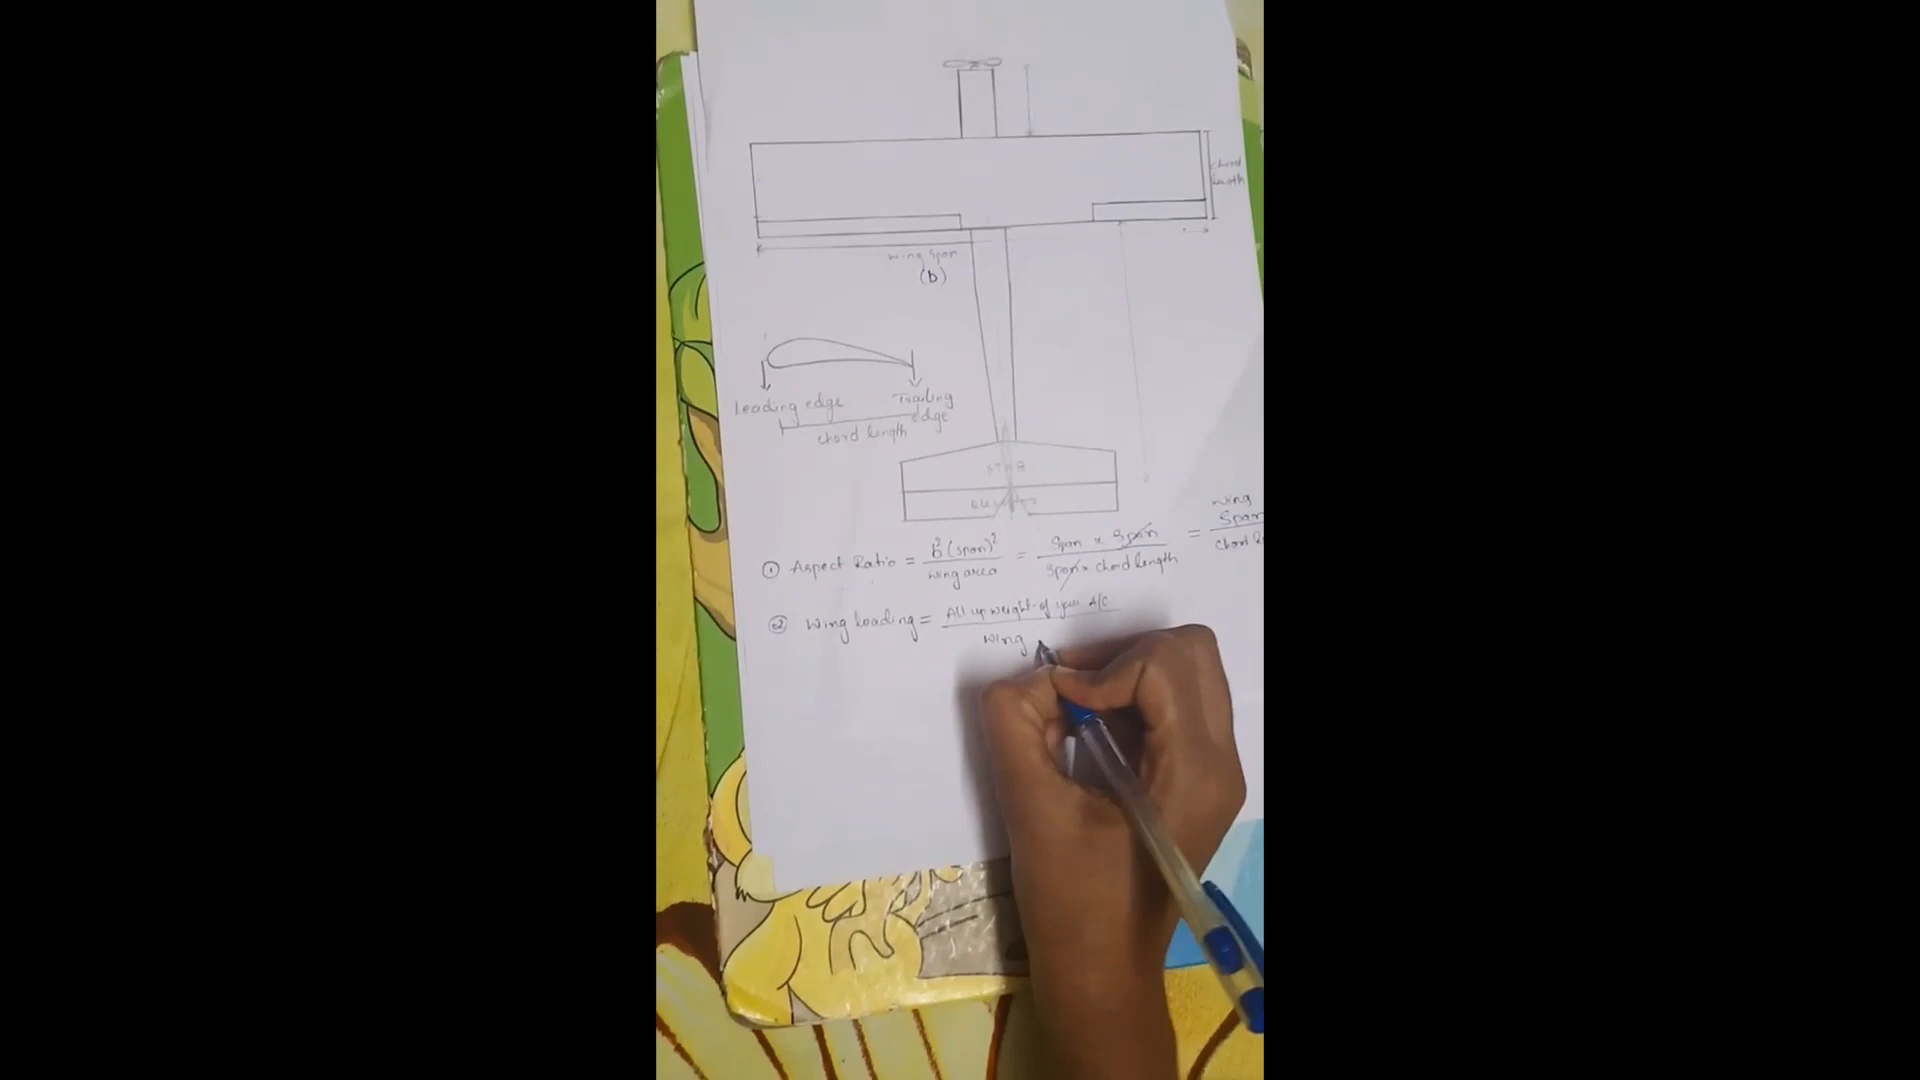 chord
length
wing span
(b)
Leading edge
Trailing
edge
chord length
① Aspect Ratio = b² (span)² / wing area = Span x Span / Span x chord length = wing Span / chord
② Wing loading = All up weight of your A/C / wing